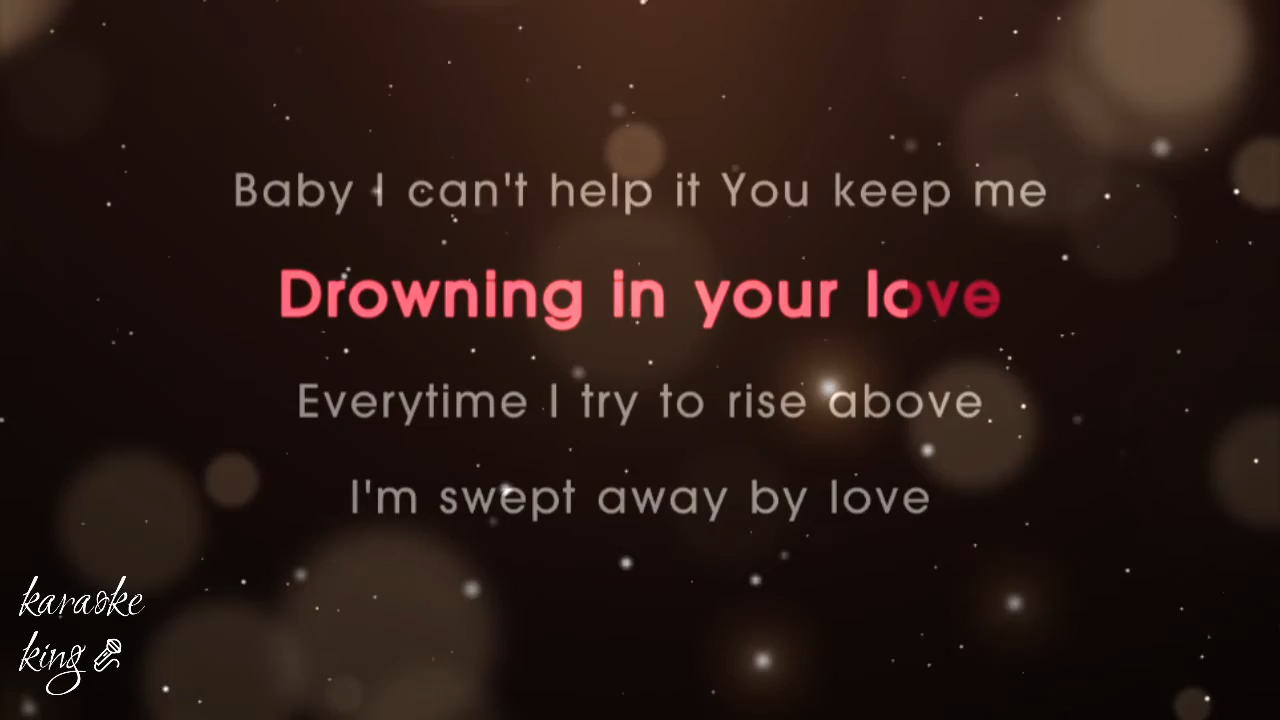 Baby I can't help it You keep me
Drowning in your love
Everytime I try to rise above
I'm swept away by love
karaoke
king